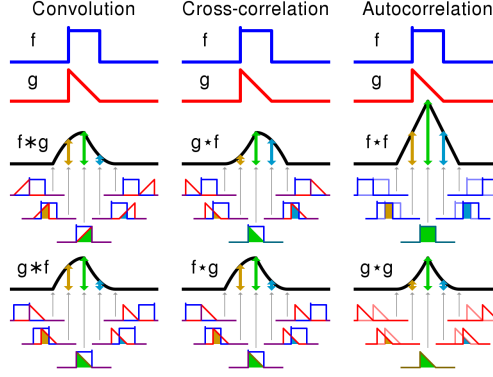 Convolution Cross-correlation Autocorrelation
f f f
g g g
f∗g g⋆f f⋆f
g∗f f⋆g g⋆g